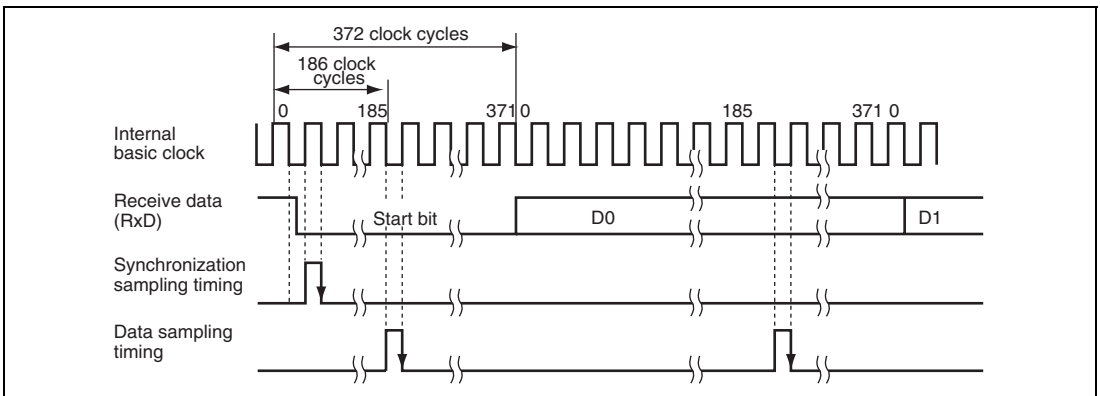 372 clock cycles
186 clock
cycles
0 185 371 0 185 371 0
Internal
basic clock
Receive data
(RxD)
Start bit D0 D1
Synchronization
sampling timing
Data sampling
timing